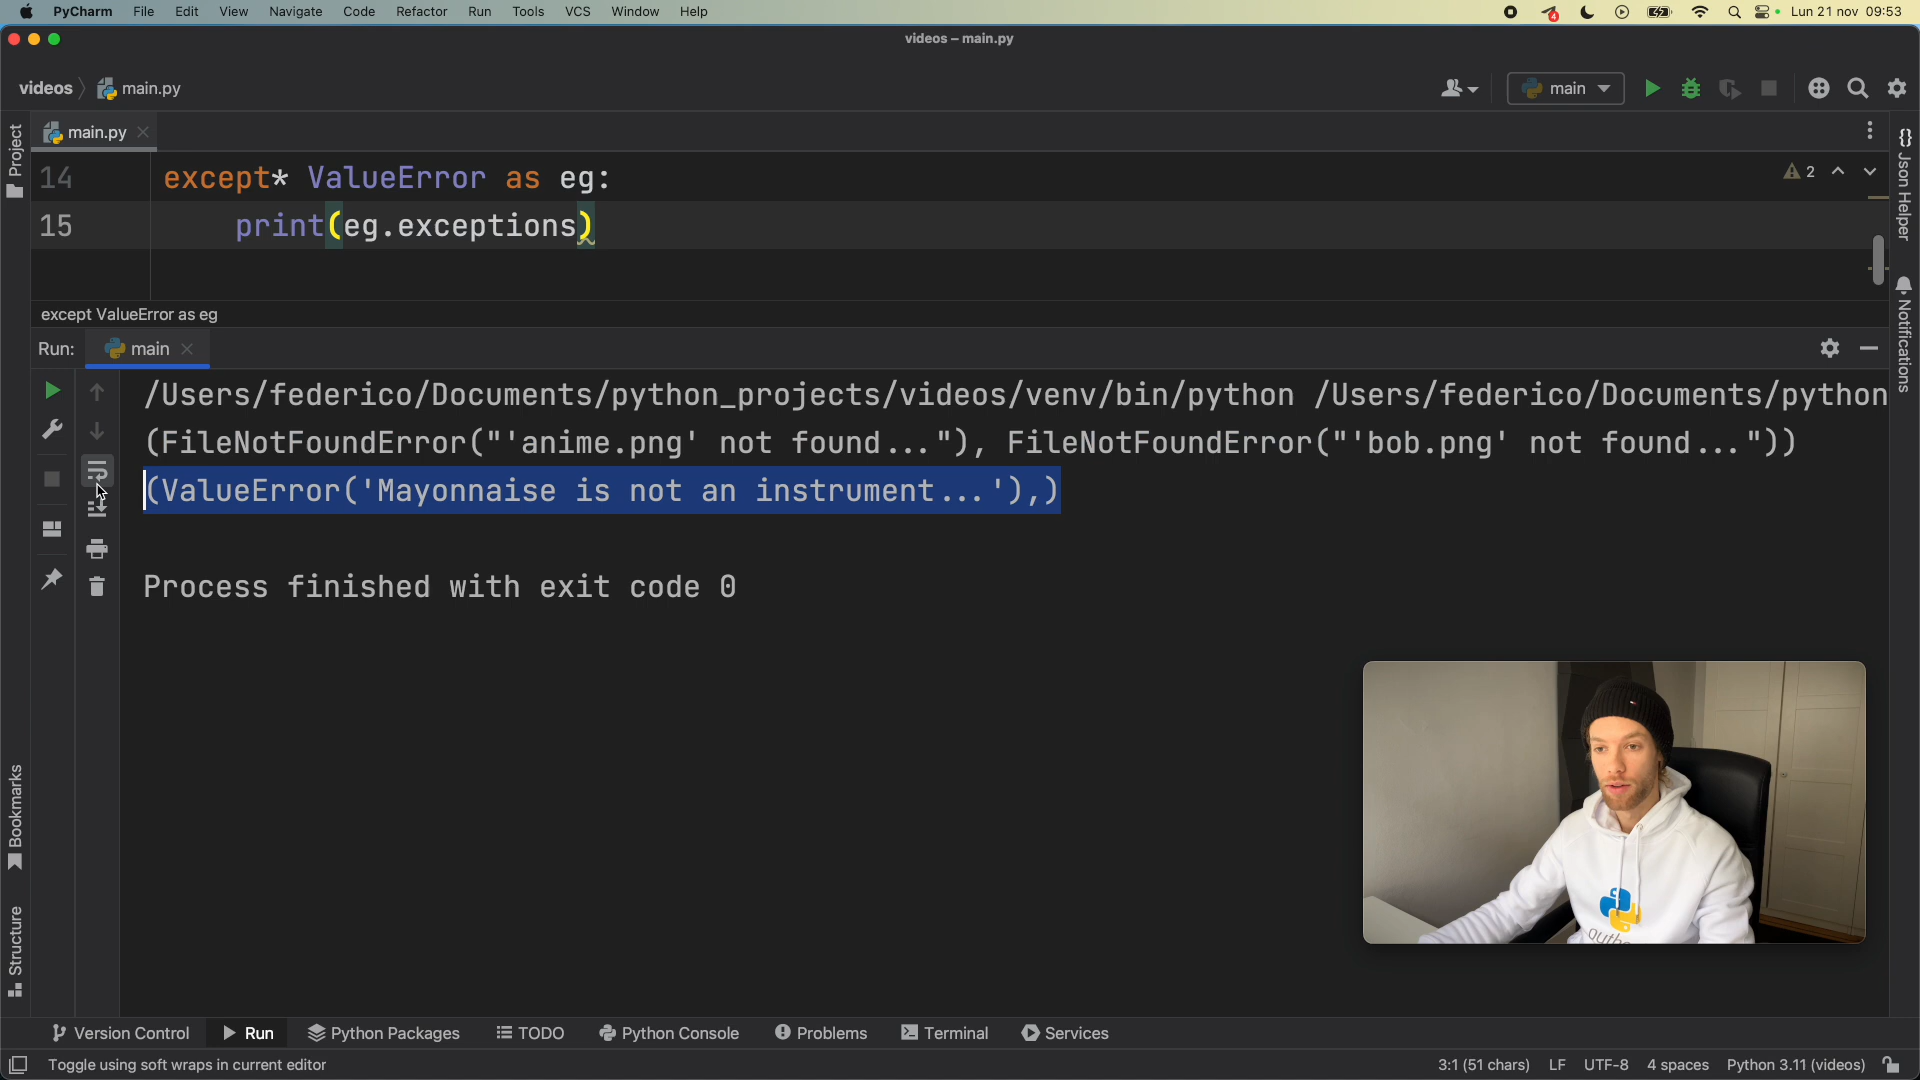 PyCharm File Edit View Navigate Code Refactor Run Tools VCS Window Help
4
Lun 21 nov 09:53
videos – main.py
videos main.py
main
Project
main.py
2
14 except* ValueError as eg:
15 print(eg.exceptions)
{} Json Helper
Notifications
except ValueError as eg
Run: main
/Users/federico/Documents/python_projects/videos/venv/bin/python /Users/federico/Documents/python
(FileNotFoundError("'anime.png' not found..."), FileNotFoundError("'bob.png' not found..."))
(ValueError('Mayonnaise is not an instrument...'),)
Process finished with exit code 0
Bookmarks
Structure
Version Control Run Python Packages TODO Python Console Problems Terminal Services
Toggle using soft wraps in current editor
3:1 (51 chars) LF UTF-8 4 spaces Python 3.11 (videos)